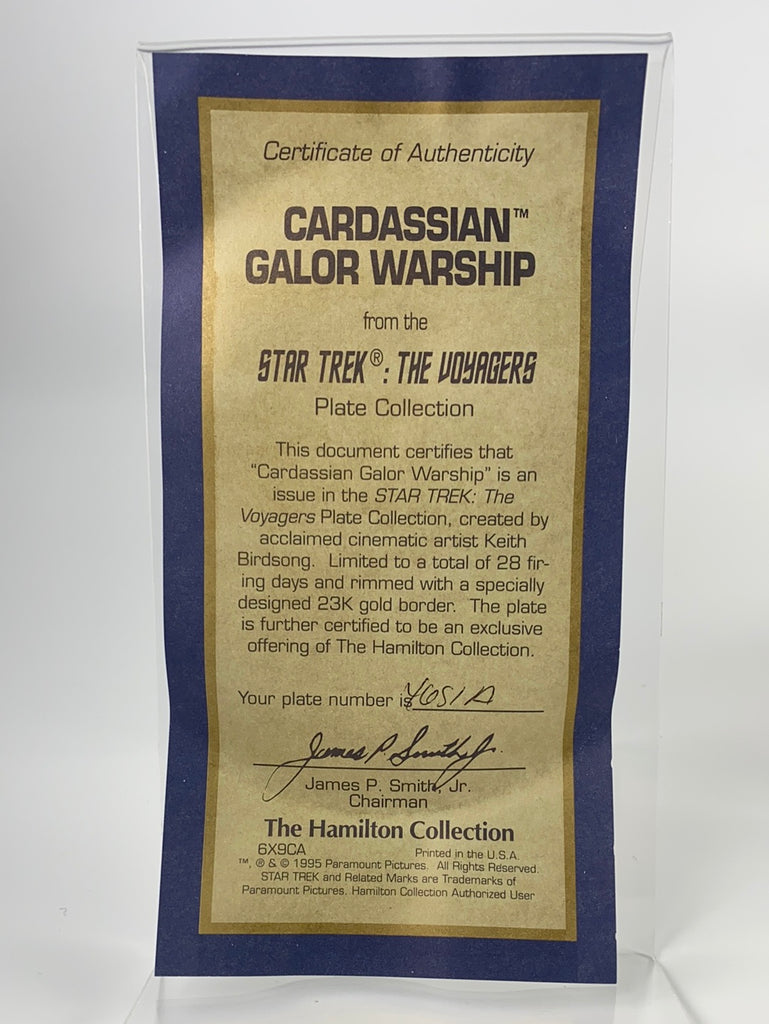 Certificate of Authenticity
CARDASSIAN™
GALOR WARSHIP
from the
STAR TREK®: THE VOYAGERS
Plate Collection
This document certifies that
"Cardassian Galor Warship" is an
issue in the STAR TREK: The
Voyagers Plate Collection, created by
acclaimed cinematic artist Keith
Birdsong. Limited to a total of 28 fir-
ing days and rimmed with a specially
designed 23K gold border. The plate
is further certified to be an exclusive
offering of The Hamilton Collection.
Your plate number is
James P. Smith, Jr.
James P. Smith, Jr.
Chairman
The Hamilton Collection
6X9CA Printed in the U.S.A.
™, ® & © 1995 Paramount Pictures. All Rights Reserved.
STAR TREK and Related Marks are Trademarks of
Paramount Pictures. Hamilton Collection Authorized User